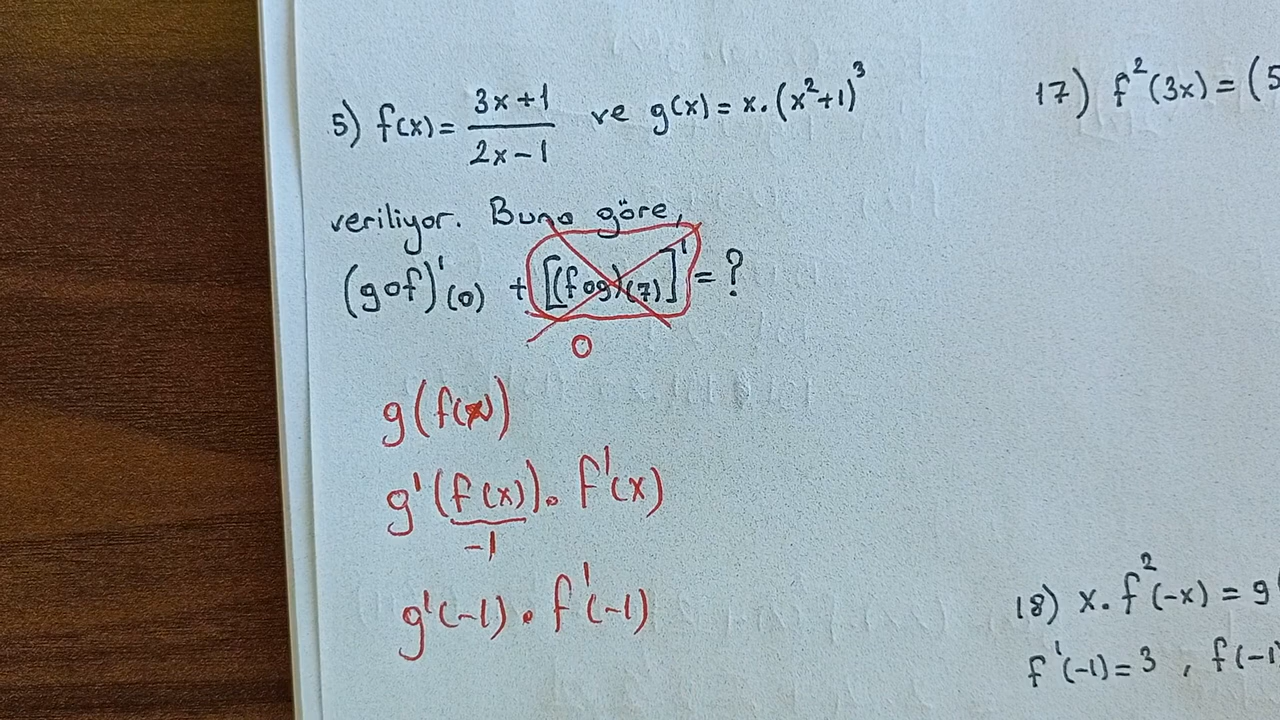 5) f(x) = (3x+1)/(2x-1) ve g(x) = x.(x²+1)³
veriliyor. Buna göre,
(gof)'(0) + [(fog)(7)]' = ?
0
g(f(x))
g'(f(x)). f'(x)
-1
g'(-1). f'(-1)
17) f²(3x) = (5
18) x. f²(-x) = g
f'(-1) = 3, f(-1)